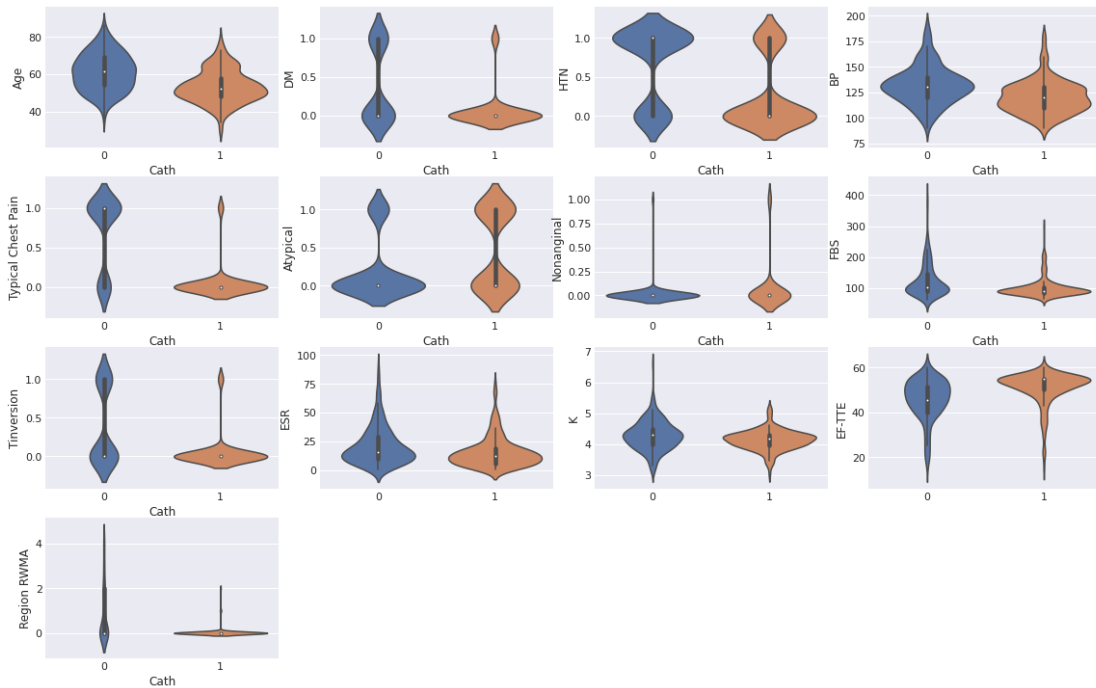 Age
80
60
40
0
1
Cath
DM
1.0
0.5
0.0
0
1
Cath
HTN
1.0
0.5
0.0
0
1
Cath
BP
200
175
150
125
100
75
0
1
Cath
Typical Chest Pain
1.0
0.5
0.0
0
1
Cath
Atypical
1.0
0.5
0.0
0
1
Cath
Nonanginal
1.00
0.75
0.50
0.25
0.00
0
1
Cath
FBS
400
300
200
100
0
1
Cath
Tinversion
1.0
0.5
0.0
0
1
Cath
ESR
100
75
50
25
0
0
1
Cath
K
7
6
5
4
3
0
1
Cath
EF-TTE
60
40
20
0
1
Cath
Region RWMA
4
2
0
0
1
Cath